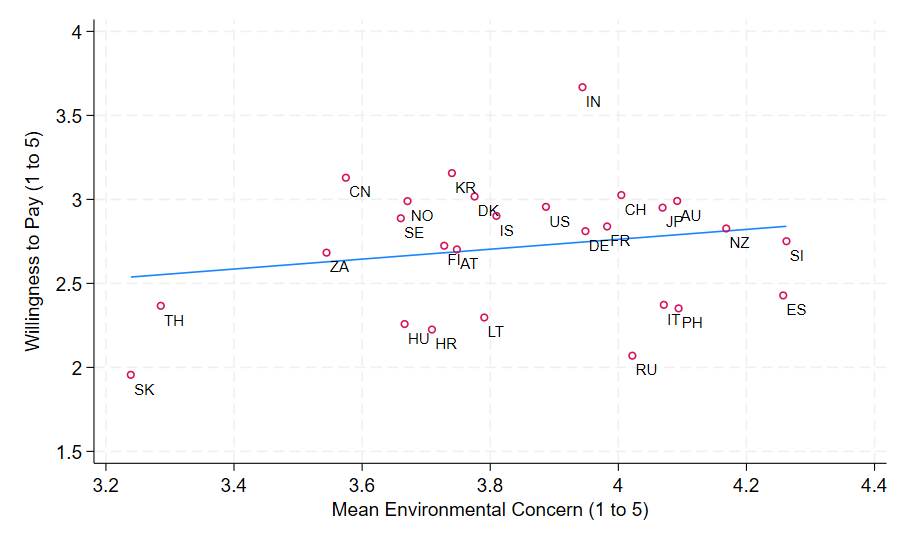 4
3.5
3
2.5
2
1.5
Willingness to Pay (1 to 5)
IN
CN
KR
NO
DK
SE
IS
US
CH
JP
AU
ZA
FI
AT
DE
FR
NZ
SI
TH
HU
HR
LT
IT
PH
ES
RU
SK
3.2 3.4 3.6 3.8 4 4.2 4.4
Mean Environmental Concern (1 to 5)